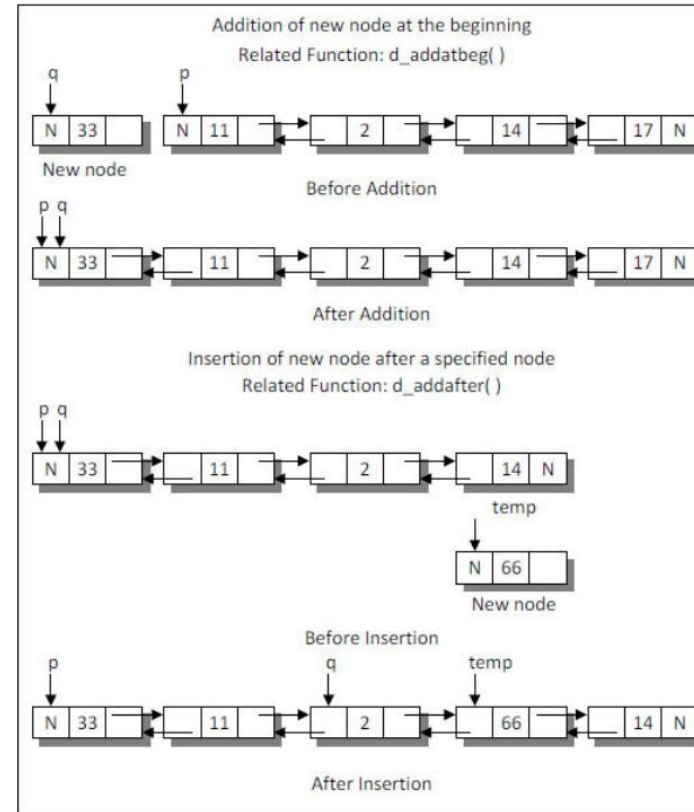 Addition of new node at the beginning
Related Function: d_addatbeg( )
q p
N 33 N 11 2 14 17 N
New node
Before Addition
p q
N 33 11 2 14 17 N
After Addition
Insertion of new node after a specified node
Related Function: d_addafter( )
p q
N 33 11 2 14 N
temp
N 66
New node
Before Insertion
p q temp
N 33 11 2 66 14 N
After Insertion